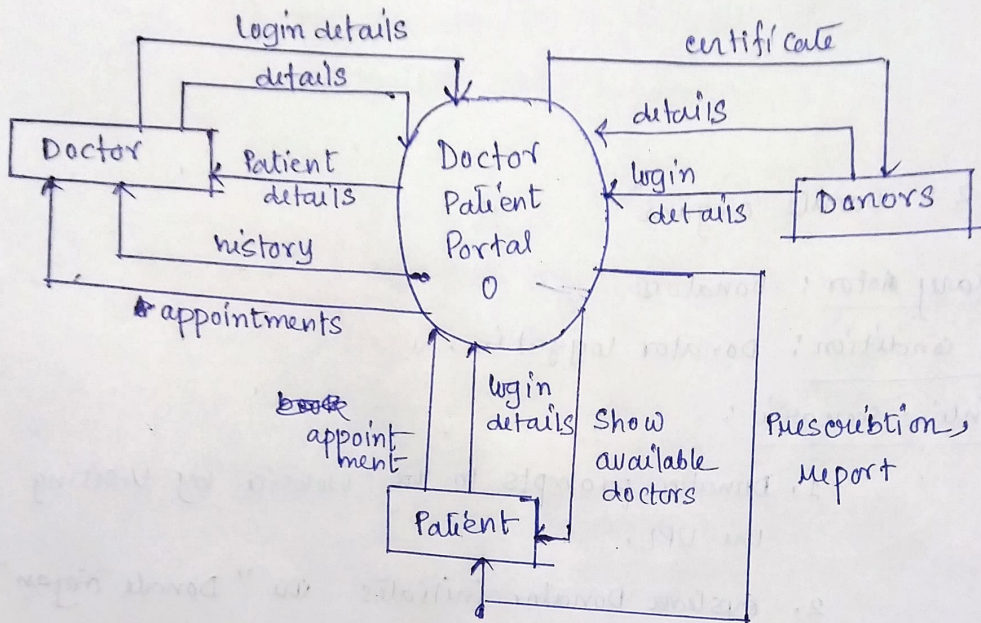 login details
details
Doctor
Patient
details
history
appointments
Doctor
Patient
Portal
0
certificate
details
login
details
Donors
appoint-
ment
login
details
Show
available
doctors
Prescribtion,
report
Patient